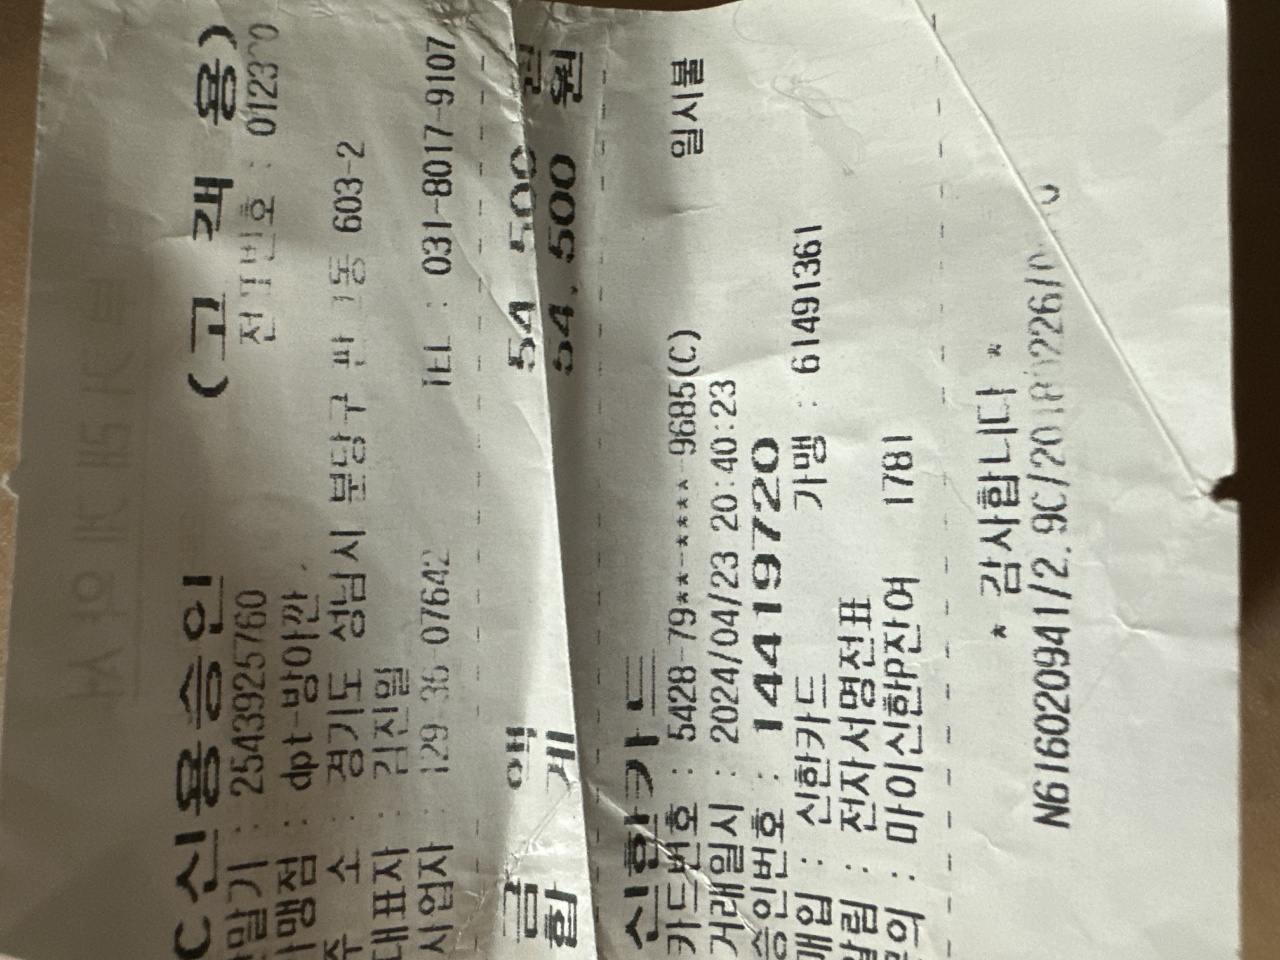 C신용승인 (고 객 용)
단말기 : 2543925760 전표번호 : 012330
가맹점 : dpt-방아깐.
주 소 : 경기도 성남시 분당구 판교동 603-2
대표자 : 김진일
사업자 : 129-36-07642 TEL : 031-8017-9107
금 액 54,500 원
합 계 54,500 원
신한카드
카드번호 : 5428-79**-****-9685(C)
거래일시 : 2024/04/23 20:40:23 일시불
승인번호 : 14419720
매입 : 신한카드 가맹 : 61491361
알림 : 전자서명전표
문의 : 마이신한P잔여 1781
* 감사합니다 *